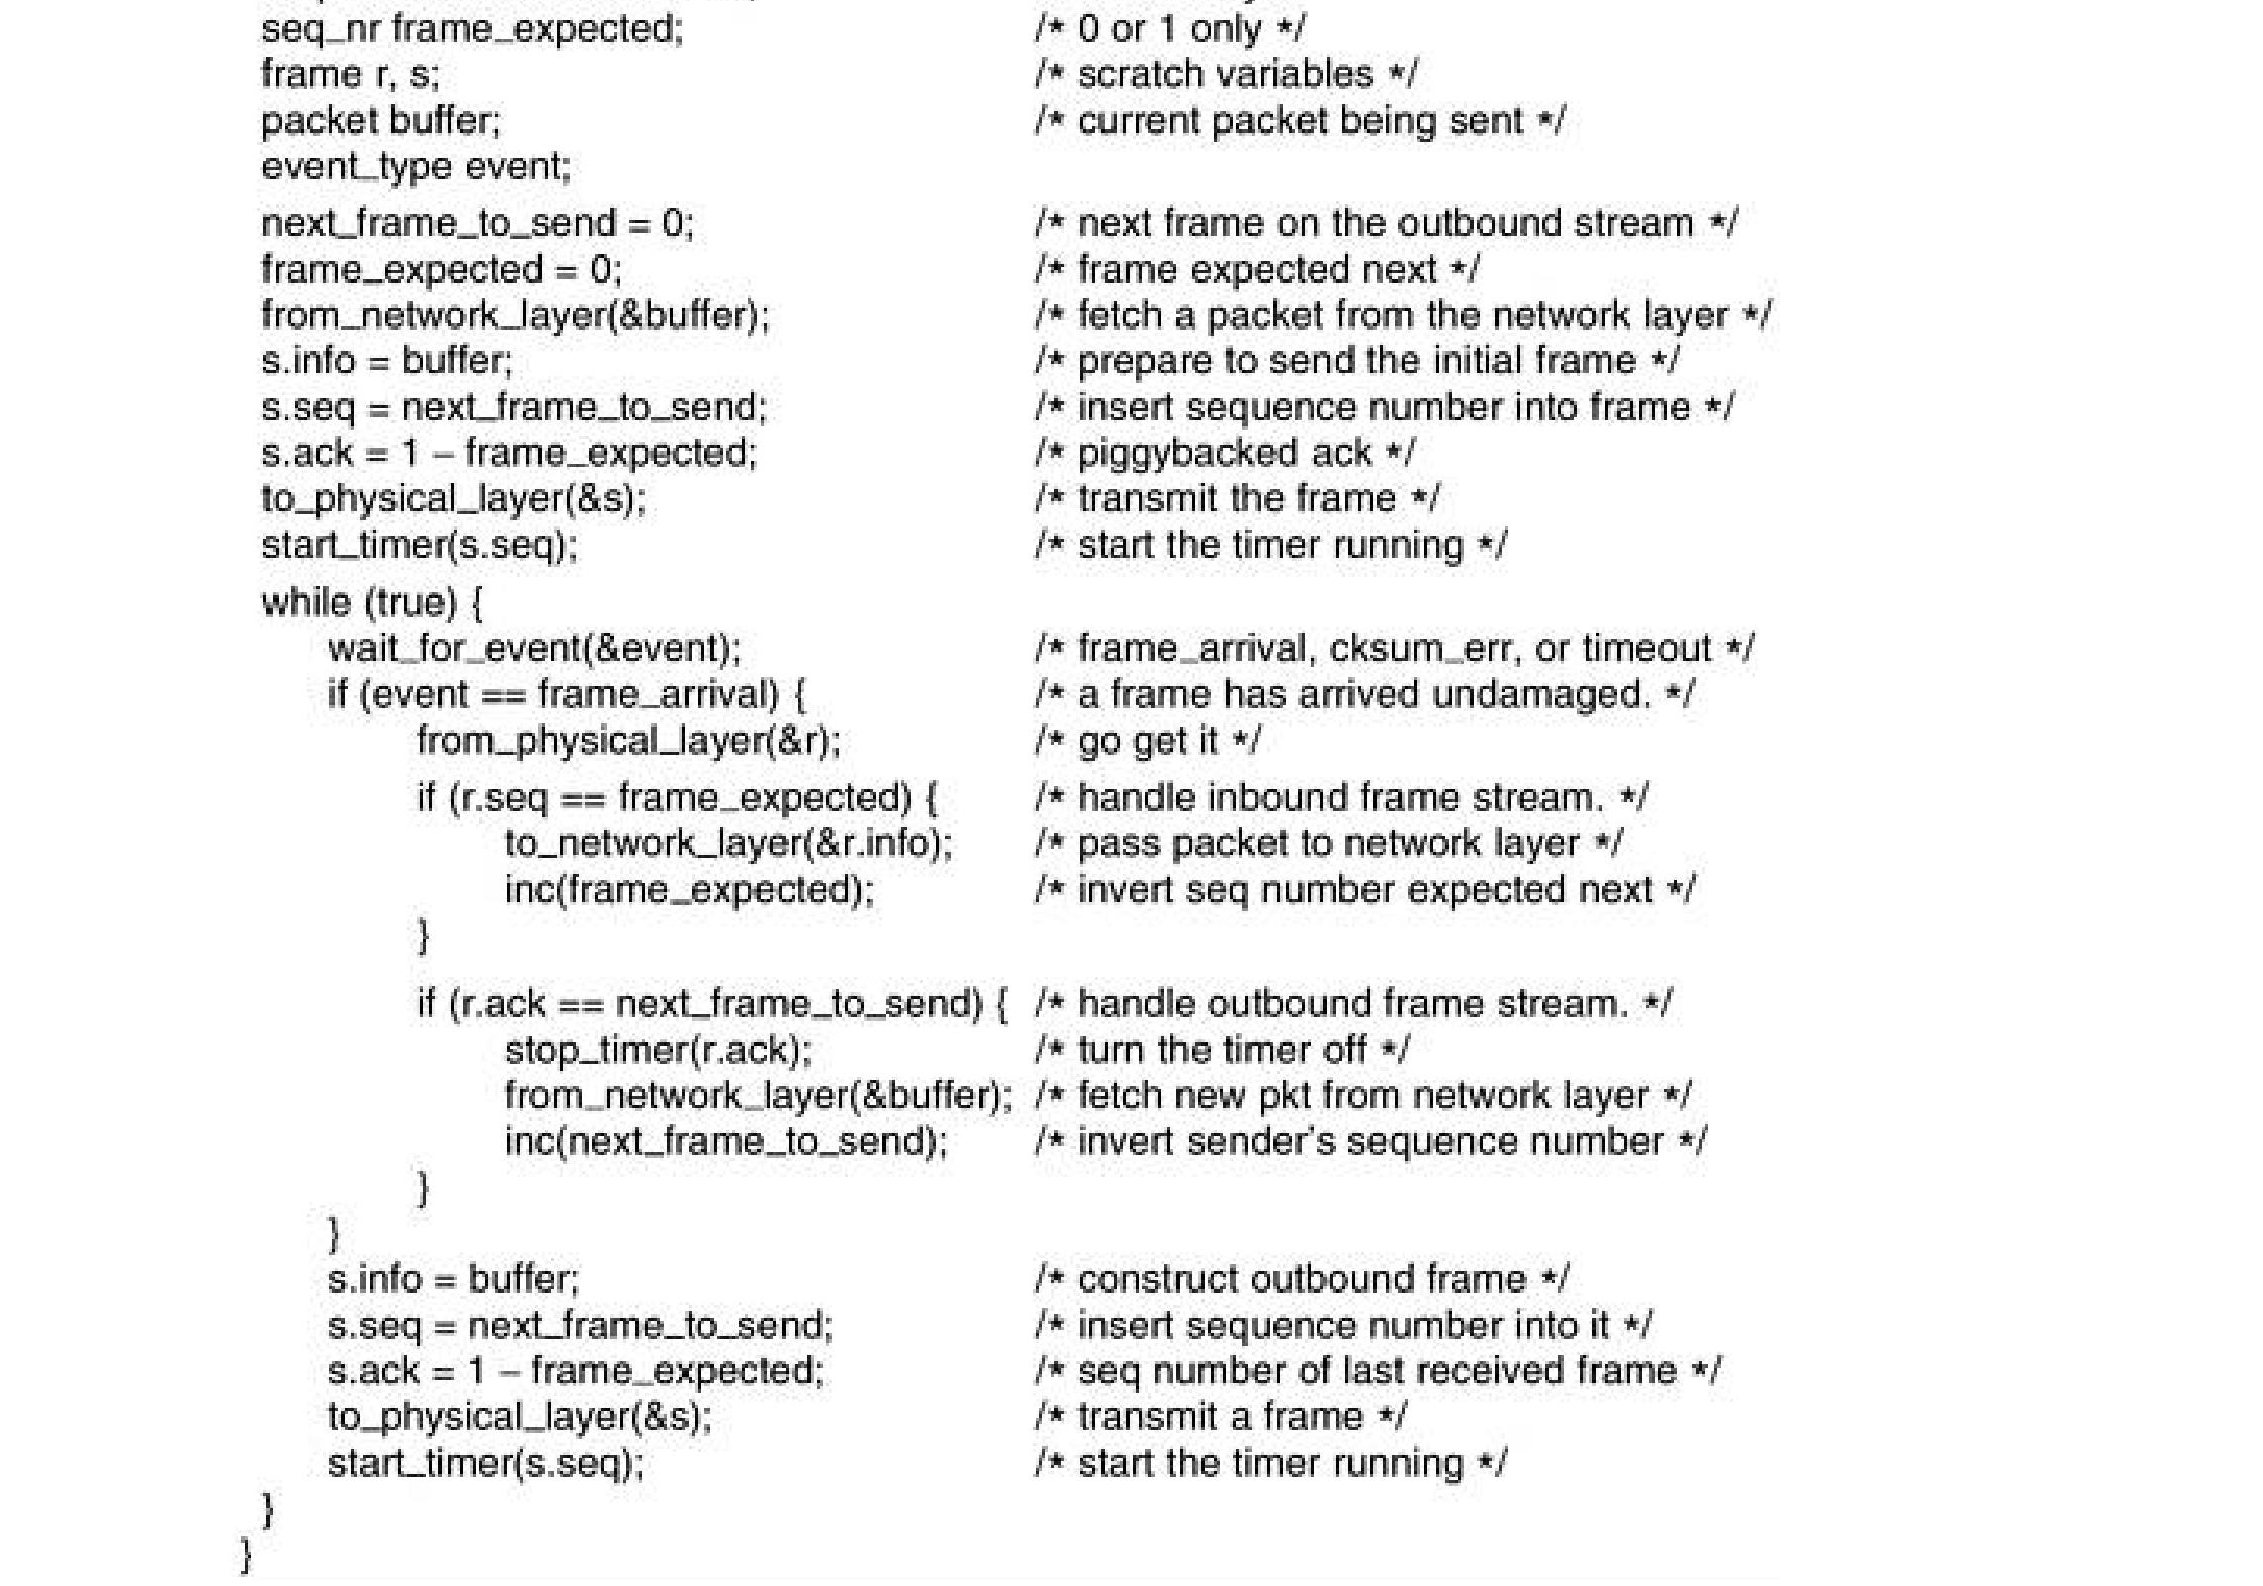 seq_nr frame_expected; /* 0 or 1 only */
frame r, s; /* scratch variables */
packet buffer; /* current packet being sent */
event_type event;
next_frame_to_send = 0; /* next frame on the outbound stream */
frame_expected = 0; /* frame expected next */
from_network_layer(&buffer); /* fetch a packet from the network layer */
s.info = buffer; /* prepare to send the initial frame */
s.seq = next_frame_to_send; /* insert sequence number into frame */
s.ack = 1 – frame_expected; /* piggybacked ack */
to_physical_layer(&s); /* transmit the frame */
start_timer(s.seq); /* start the timer running */
while (true) {
wait_for_event(&event); /* frame_arrival, cksum_err, or timeout */
if (event == frame_arrival) { /* a frame has arrived undamaged. */
from_physical_layer(&r); /* go get it */
if (r.seq == frame_expected) { /* handle inbound frame stream. */
to_network_layer(&r.info); /* pass packet to network layer */
inc(frame_expected); /* invert seq number expected next */
}
if (r.ack == next_frame_to_send) { /* handle outbound frame stream. */
stop_timer(r.ack); /* turn the timer off */
from_network_layer(&buffer); /* fetch new pkt from network layer */
inc(next_frame_to_send); /* invert sender's sequence number */
}
}
s.info = buffer; /* construct outbound frame */
s.seq = next_frame_to_send; /* insert sequence number into it */
s.ack = 1 – frame_expected; /* seq number of last received frame */
to_physical_layer(&s); /* transmit a frame */
start_timer(s.seq); /* start the timer running */
}
}